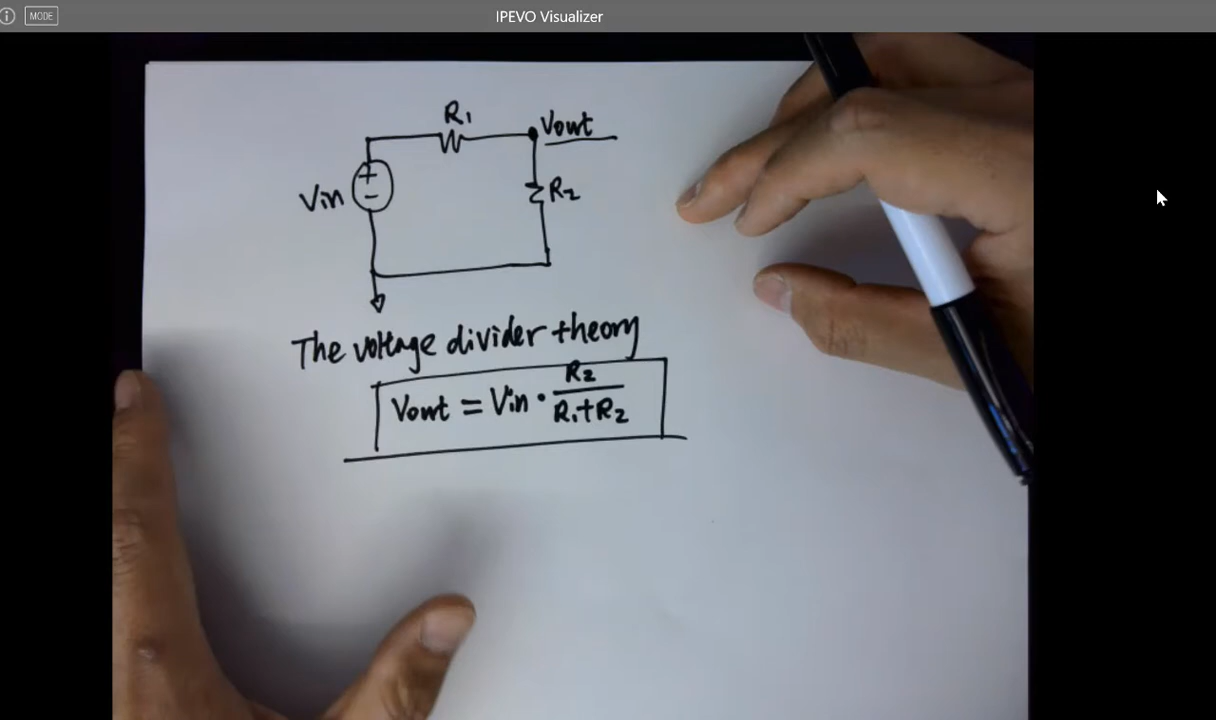 MODE
IPEVO Visualizer
R1
Vout
Vin
+
−
R2
The voltage divider theory
Vout = Vin · R2 / (R1+R2)